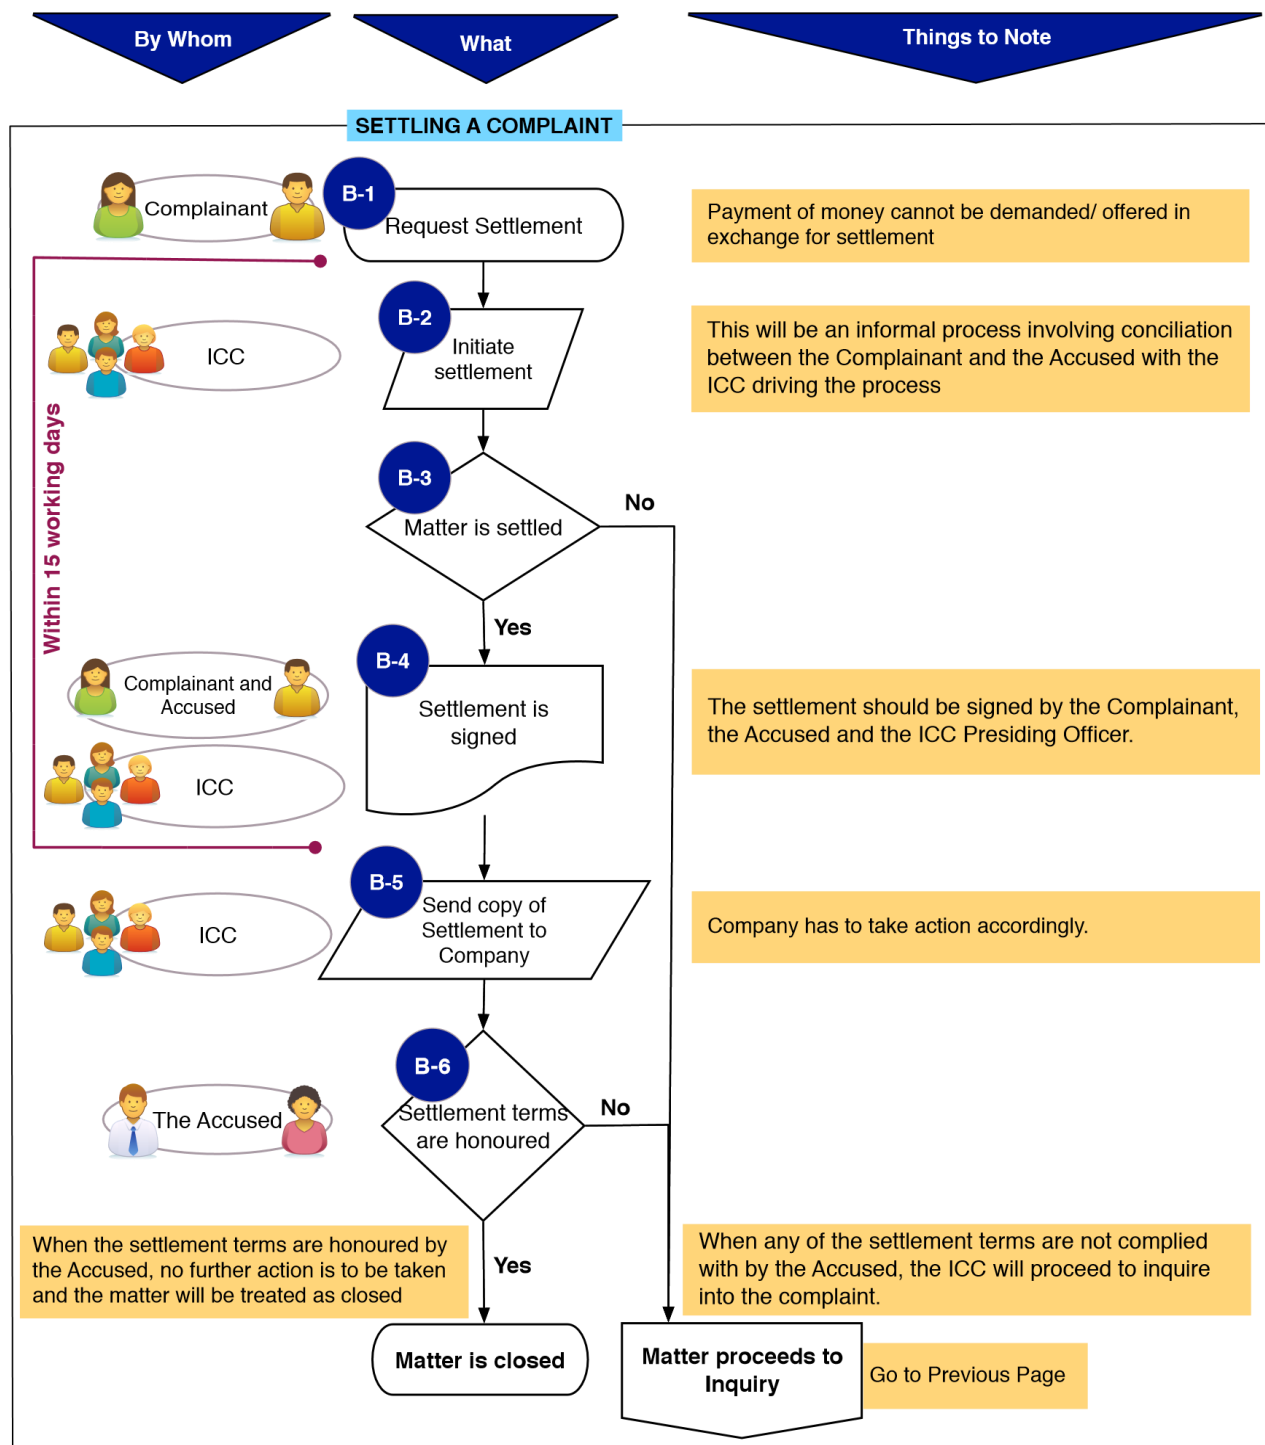 By Whom
What
Things to Note
SETTLING A COMPLAINT
Complainant
B-1
Request Settlement
Payment of money cannot be demanded/ offered in
exchange for settlement
Within 15 working days
ICC
B-2
Initiate
settlement
This will be an informal process involving conciliation
between the Complainant and the Accused with the
ICC driving the process
B-3
Matter is settled
No
Yes
Complainant and
Accused
ICC
B-4
Settlement is
signed
The settlement should be signed by the Complainant,
the Accused and the ICC Presiding Officer.
ICC
B-5
Send copy of
Settlement to
Company
Company has to take action accordingly.
The Accused
B-6
Settlement terms
are honoured
No
Yes
When the settlement terms are honoured by
the Accused, no further action is to be taken
and the matter will be treated as closed
When any of the settlement terms are not complied
with by the Accused, the ICC will proceed to inquire
into the complaint.
Matter is closed
Matter proceeds to
Inquiry
Go to Previous Page